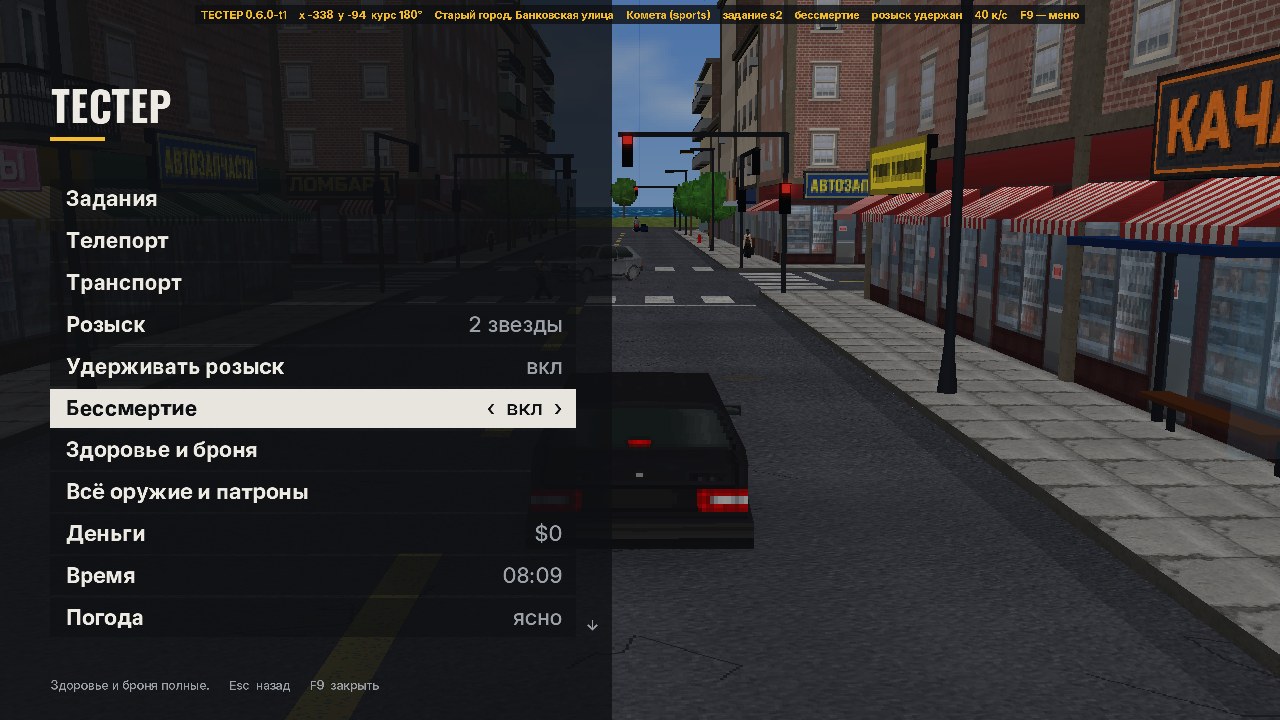 ТЕСТЕР 0.6.0-t1 x -338 y -94 курс 180° Старый город, Банковская улица Комета (sports) задание s2 бессмертие розыск удержан 40 к/с F9 — меню
ТЕСТЕР
Задания
Телепорт
Транспорт
Розыск 2 звезды
Удерживать розыск вкл
Бессмертие ‹ вкл ›
Здоровье и броня
Всё оружие и патроны
Деньги $0
Время 08:09
Погода ясно ↓
Здоровье и броня полные. Esc назад F9 закрыть
АВТОЗАПЧАСТИ
ЛОМБАРД
АВТОЗАП
КАЧА